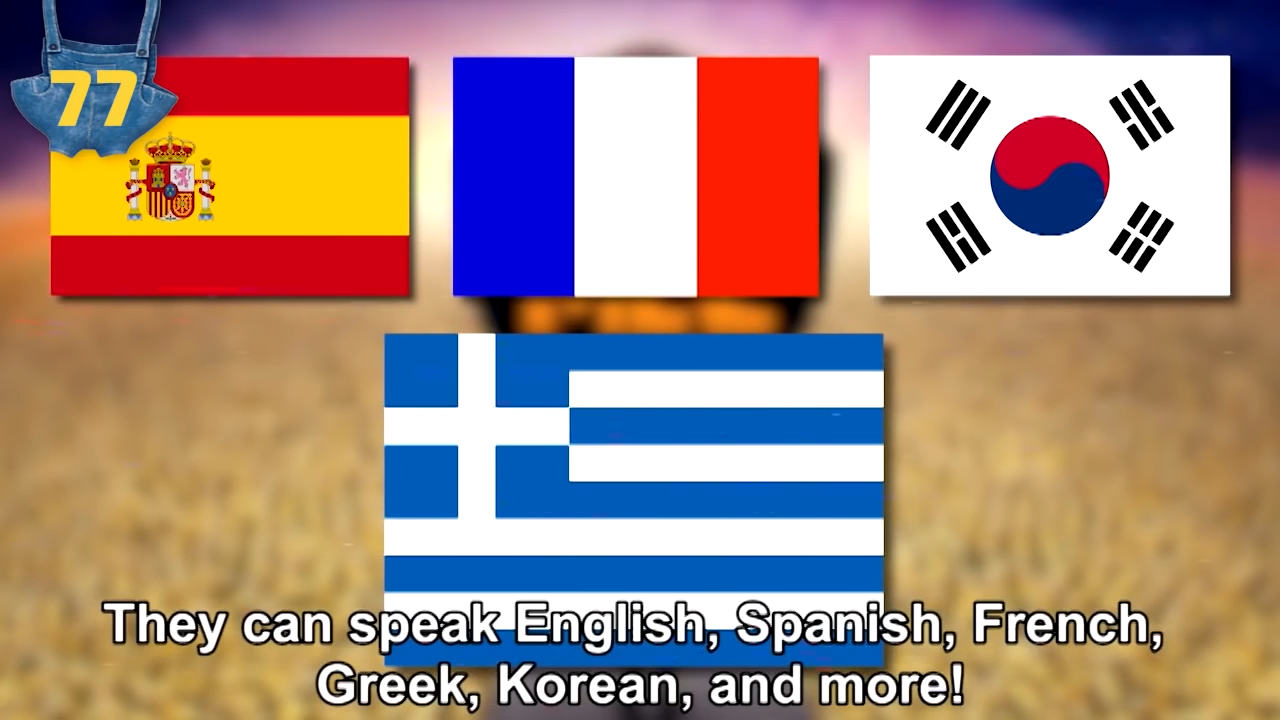 77
They can speak English, Spanish, French,
Greek, Korean, and more!